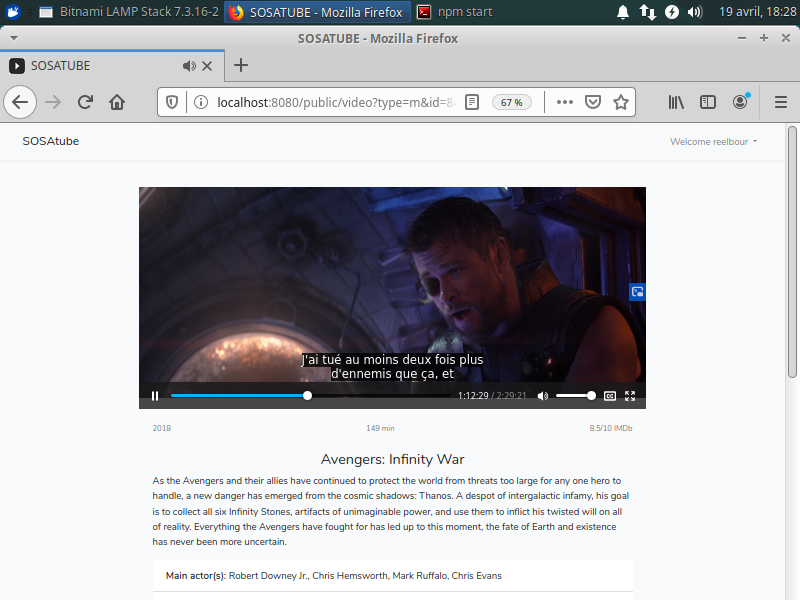 Bitnami LAMP Stack 7.3.16-2
SOSATUBE - Mozilla Firefox
npm start
19 avril, 18:28
SOSATUBE - Mozilla Firefox
SOSATUBE
localhost:8080/public/video?type=m&id=8
67 %
SOSAtube
Welcome reelbour
J'ai tué au moins deux fois plus
d'ennemis que ça, et
1:12:29 / 2:29:21
CC
2018
149 min
8.5/10 IMDb
Avengers: Infinity War
As the Avengers and their allies have continued to protect the world from threats too large for any one hero to
handle, a new danger has emerged from the cosmic shadows: Thanos. A despot of intergalactic infamy, his goal
is to collect all six Infinity Stones, artifacts of unimaginable power, and use them to inflict his twisted will on all
of reality. Everything the Avengers have fought for has led up to this moment, the fate of Earth and existence
has never been more uncertain.
Main actor(s): Robert Downey Jr., Chris Hemsworth, Mark Ruffalo, Chris Evans